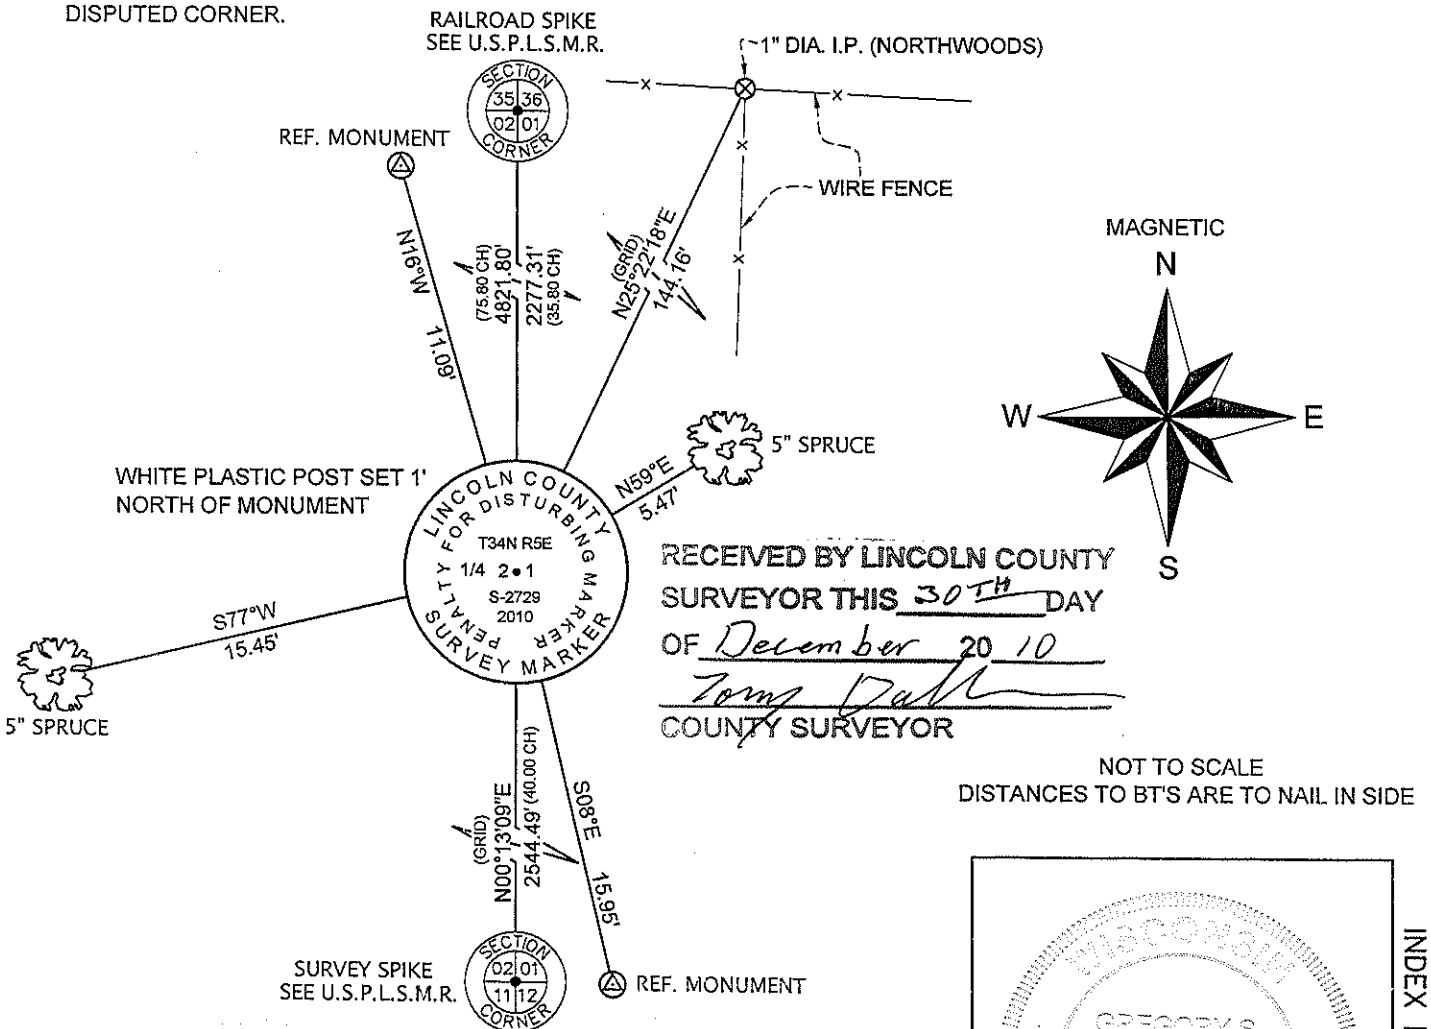 DISPUTED CORNER.
RAILROAD SPIKE
SEE U.S.P.L.S.M.R.
1" DIA. I.P. (NORTHWOODS)
SECTION
35 36
02 01
CORNER
REF. MONUMENT
WIRE FENCE
MAGNETIC
N
W
E
S
N16°W
11.09'
(75.80 CH)
4821.80'
2277.31'
(35.80 CH)
(GRID)
N25°22'18"E
144.16'
5" SPRUCE
N59°E
5.47'
WHITE PLASTIC POST SET 1'
NORTH OF MONUMENT
LINCOLN COUNTY
PENALTY FOR DISTURBING MARKER
T34N R5E
1/4 2 1
S-2729
2010
SURVEY MARKER
RECEIVED BY LINCOLN COUNTY
SURVEYOR THIS 30TH DAY
OF December 20 10
COUNTY SURVEYOR
S77°W
15.45'
5" SPRUCE
NOT TO SCALE
DISTANCES TO BT'S ARE TO NAIL IN SIDE
(GRID)
N00°13'09"E
2544.49' (40.00 CH)
S08°E
15.95'
SURVEY SPIKE
SEE U.S.P.L.S.M.R.
SECTION
02 01
11 12
CORNER
REF. MONUMENT
WISCONSIN
GREGORY S.
INDEX